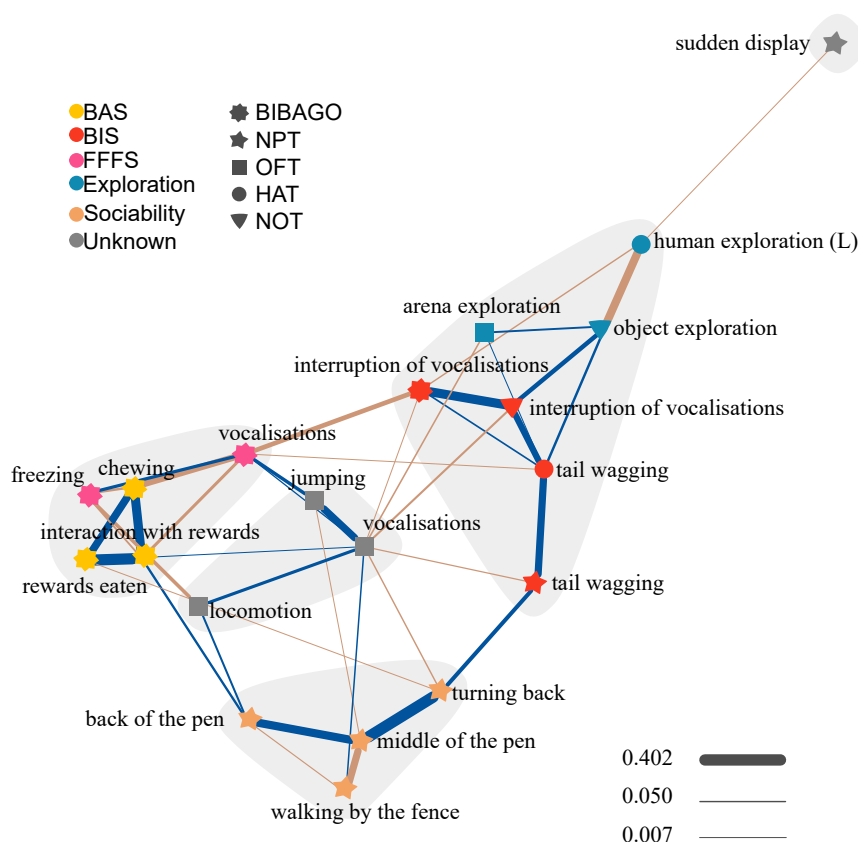 sudden display
BAS
BIS
FFFS
Exploration
Sociability
Unknown
BIBAGO
NPT
OFT
HAT
NOT
human exploration (L)
arena exploration
object exploration
interruption of vocalisations
interruption of vocalisations
vocalisations
tail wagging
freezing
chewing
jumping
vocalisations
interaction with rewards
rewards eaten
tail wagging
locomotion
turning back
back of the pen
middle of the pen
walking by the fence
0.402
0.050
0.007